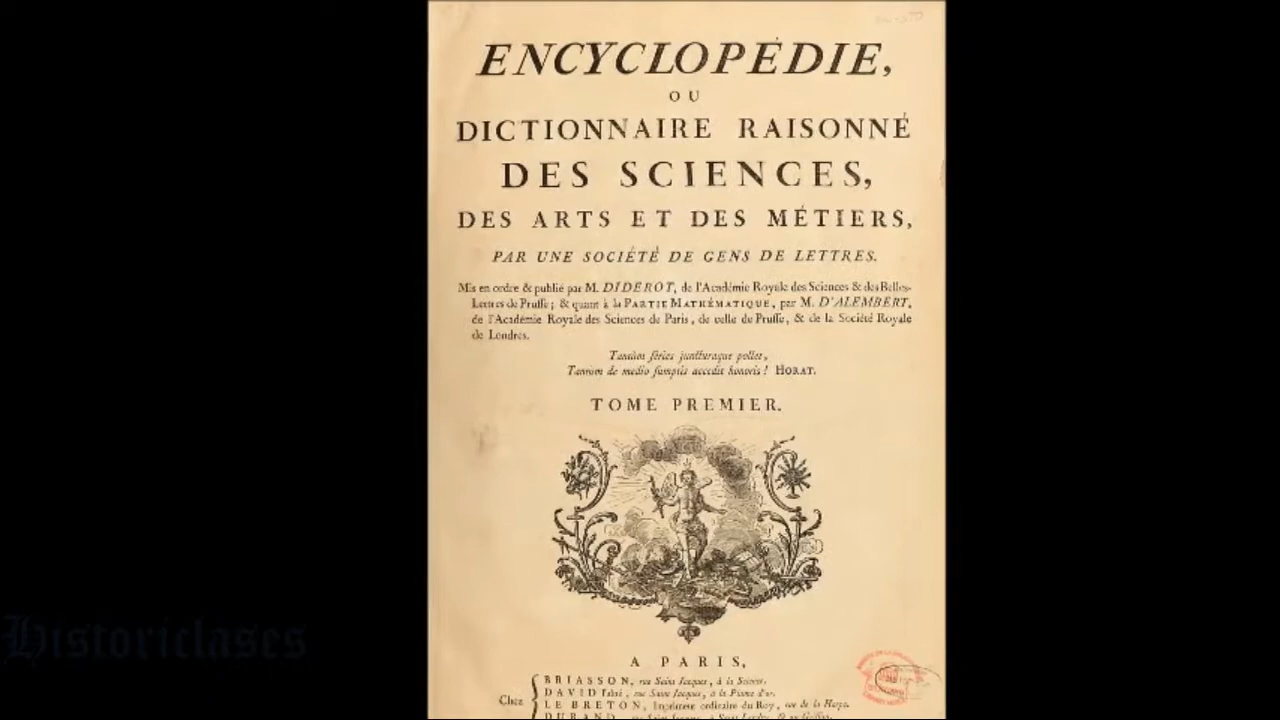 ENCYCLOPÉDIE,
OU
DICTIONNAIRE RAISONNÉ
DES SCIENCES,
DES ARTS ET DES MÉTIERS,
PAR UNE SOCIÉTÉ DE GENS DE LETTRES.
Mis en ordre & publié par M. DIDEROT, de l'Académie Royale des Sciences & des Belles-
Lettres de Prusse; & quant à la PARTIE MATHÉMATIQUE, par M. D'ALEMBERT,
de l'Académie Royale des Sciences de Paris, de celle de Prusse, & de la Société Royale
de Londres.
Tantùm series juncturaque pollet,
Tantùm de medio sumptis accedit honoris! HORAT.
TOME PREMIER.
A PARIS,
Chez
BRIASSON, rue Saint Jacques, à la Science.
DAVID l'aîné, rue Saint Jacques, à la Plume d'or.
LE BRETON, Imprimeur ordinaire du Roy, rue de la Harpe.
DURAND,
Historiclases